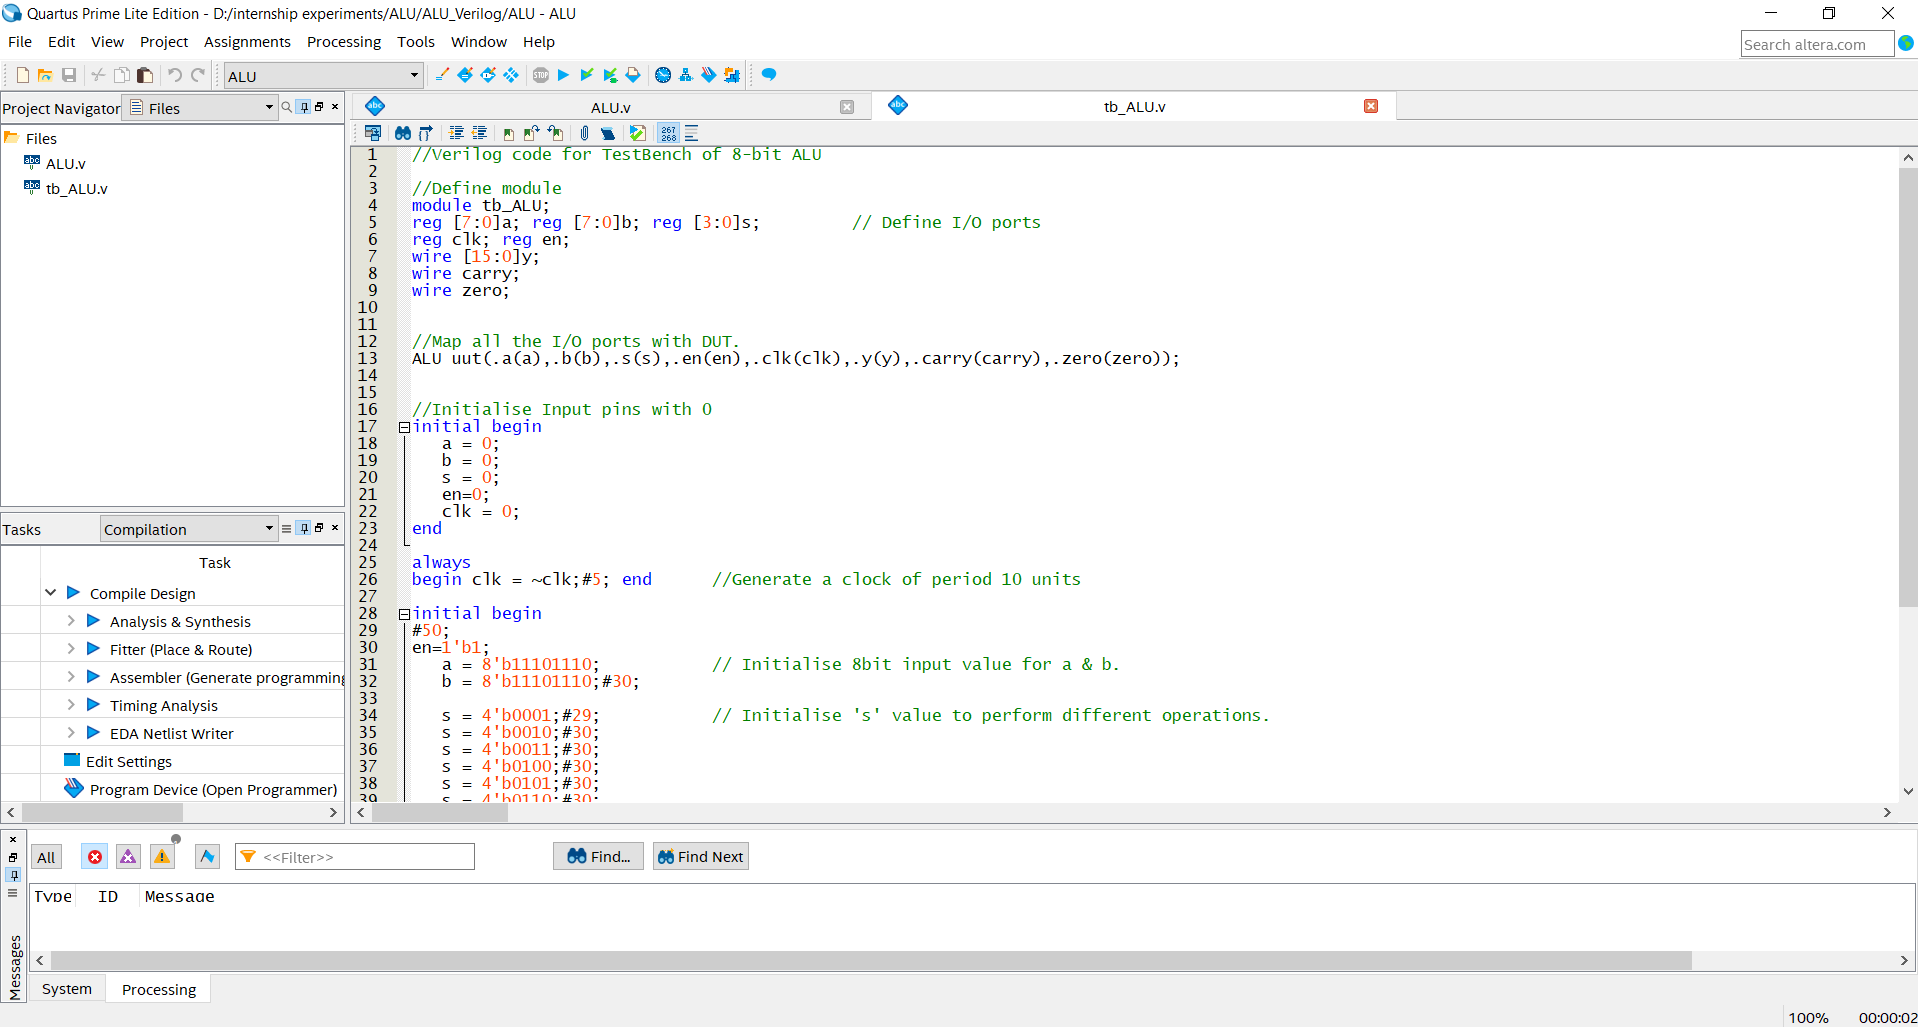 Quartus Prime Lite Edition - D:/internship experiments/ALU/ALU_Verilog/ALU - ALU
File Edit View Project Assignments Processing Tools Window Help
Search altera.com
ALU
Project Navigator Files
Files
ALU.v
tb_ALU.v
Tasks Compilation
Task
Compile Design
Analysis & Synthesis
Fitter (Place & Route)
Assembler (Generate programming
Timing Analysis
EDA Netlist Writer
Edit Settings
Program Device (Open Programmer)
ALU.v tb_ALU.v
267
268
1 //Verilog code for TestBench of 8-bit ALU
2
3 //Define module
4 module tb_ALU;
5 reg [7:0]a; reg [7:0]b; reg [3:0]s; // Define I/O ports
6 reg clk; reg en;
7 wire [15:0]y;
8 wire carry;
9 wire zero;
10
11
12 //Map all the I/O ports with DUT.
13 ALU uut(.a(a),.b(b),.s(s),.en(en),.clk(clk),.y(y),.carry(carry),.zero(zero));
14
15
16 //Initialise Input pins with 0
17 initial begin
18 a = 0;
19 b = 0;
20 s = 0;
21 en=0;
22 clk = 0;
23 end
24
25 always
26 begin clk = ~clk;#5; end //Generate a clock of period 10 units
27
28 initial begin
29 #50;
30 en=1'b1;
31 a = 8'b11101110; // Initialise 8bit input value for a & b.
32 b = 8'b11101110;#30;
33
34 s = 4'b0001;#29; // Initialise 's' value to perform different operations.
35 s = 4'b0010;#30;
36 s = 4'b0011;#30;
37 s = 4'b0100;#30;
38 s = 4'b0101;#30;
39 s = 4'b0110;#30;
All <<Filter>> Find... Find Next
Type ID Message
Messages
System Processing
100% 00:00:02